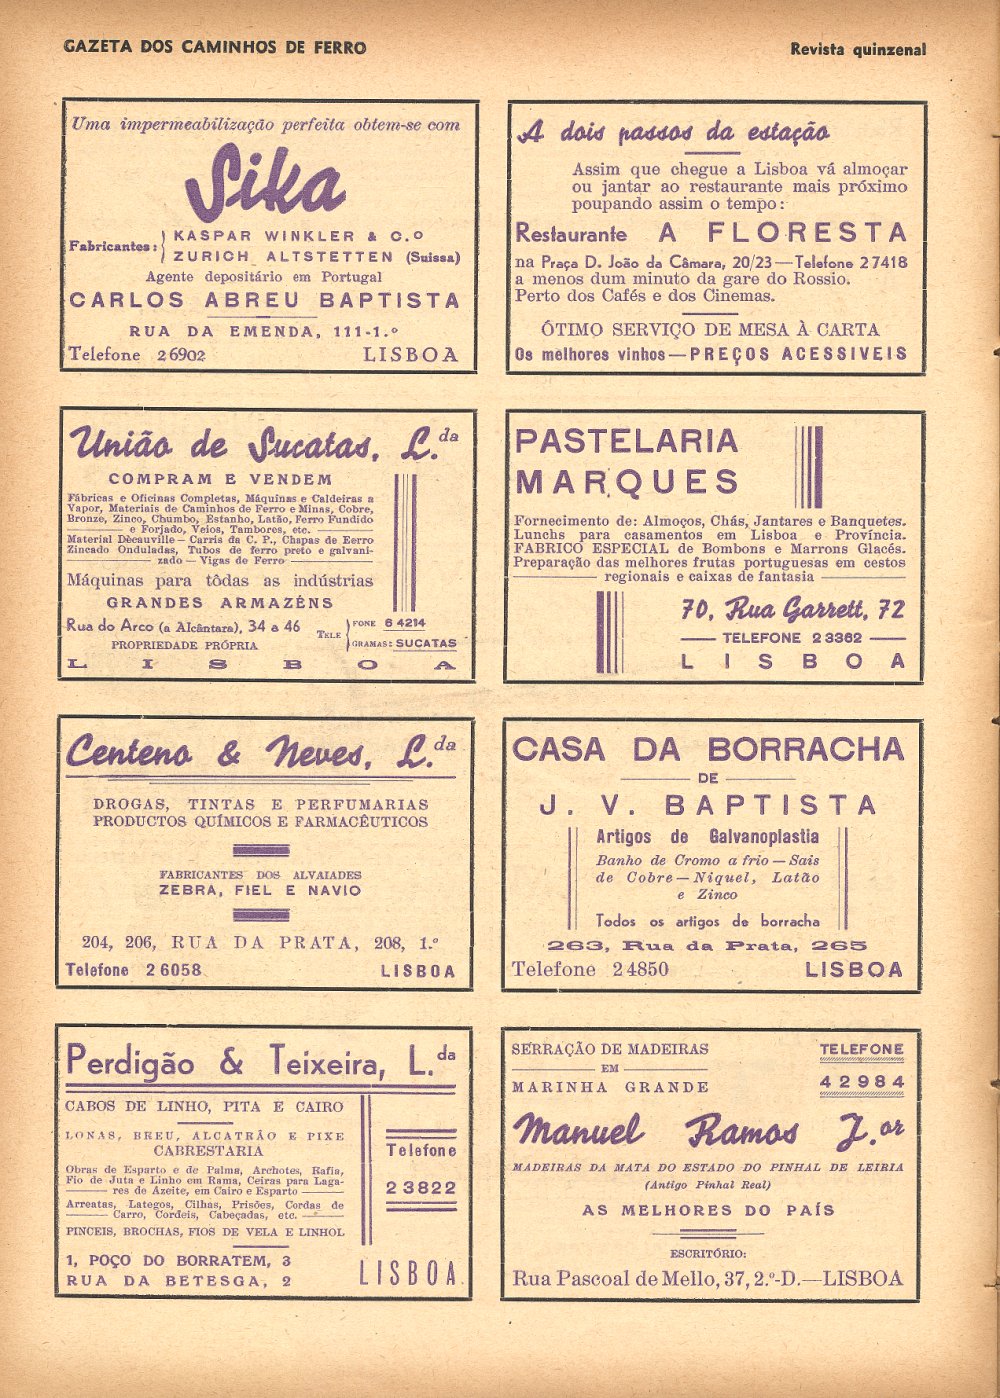 GAZETA DOS CAMINHOS DE FERRO
Revista quinzenal
Uma impermeabilização perfeita obtem-se com
Sika
Fabricantes: KASPAR WINKLER & C.º
ZURICH ALTSTETTEN (Suissa)
Agente depositário em Portugal
CARLOS ABREU BAPTISTA
RUA DA EMENDA, 111-1.º
Telefone 26902 LISBOA
A dois passos da estação
Assim que chegue a Lisboa vá almoçar
ou jantar ao restaurante mais próximo
poupando assim o tempo:
Restaurante A FLORESTA
na Praça D. João da Câmara, 20/23—Telefone 27418
a menos dum minuto da gare do Rossio.
Perto dos Cafés e dos Cinemas.
ÓTIMO SERVIÇO DE MESA À CARTA
Os melhores vinhos—PREÇOS ACESSIVEIS
União de Sucatas, L.da
COMPRAM E VENDEM
Fábricas e Oficinas Completas, Máquinas e Caldeiras a
Vapor, Materiais de Caminhos de Ferro e Minas, Cobre,
Bronze, Zinco, Chumbo, Estanho, Latão, Ferro Fundido
e Forjado, Veios, Tambores, etc.
Material Dècauville—Carris da C. P., Chapas de Eerro
Zincado Onduladas, Tubos de ferro preto e galvani-
zado—Vigas de Ferro
Máquinas para tôdas as indústrias
GRANDES ARMAZÉNS
Rua do Arco (a Alcântara), 34 a 46
PROPRIEDADE PRÓPRIA
TELE FONE 6 4214
GRAMAS: SUCATAS
LISBOA
PASTELARIA
MARQUES
Fornecimento de: Almoços, Chás, Jantares e Banquetes.
Lunchs para casamentos em Lisboa e Província.
FABRICO ESPECIAL de Bombons e Marrons Glacés.
Preparação das melhores frutas portuguesas em cestos
regionais e caixas de fantasia
70, Rua Garrett, 72
TELEFONE 23362
LISBOA
Centeno & Neves, L.da
DROGAS, TINTAS E PERFUMARIAS
PRODUCTOS QUÍMICOS E FARMACÊUTICOS
FABRICANTES DOS ALVAIADES
ZEBRA, FIEL E NAVIO
204, 206, RUA DA PRATA, 208, 1.º
Telefone 26058 LISBOA
CASA DA BORRACHA
DE
J. V. BAPTISTA
Artigos de Galvanoplastia
Banho de Cromo a frio—Sais
de Cobre—Niquel, Latão
e Zinco
Todos os artigos de borracha
263, Rua da Prata, 265
Telefone 24850 LISBOA
Perdigão & Teixeira, L.da
CABOS DE LINHO, PITA E CAIRO
LONAS, BREU, ALCATRÃO E PIXE
CABRESTARIA
Obras de Esparto e de Palma, Archotes, Rafia,
Fio de Juta e Linho em Rama, Ceiras para Laga-
res de Azeite, em Cairo e Esparto
Arreatas, Lategos, Cilhas, Prisões, Cordas de
Carro, Cordeis, Cabeçadas, etc.
PINCEIS, BROCHAS, FIOS DE VELA E LINHOL
1, POÇO DO BORRATEM, 3
RUA DA BETESGA, 2
Telefone
23822
LISBOA
SERRAÇÃO DE MADEIRAS
EM
MARINHA GRANDE
TELEFONE
42984
Manuel Ramos J.or
MADEIRAS DA MATA DO ESTADO DO PINHAL DE LEIRIA
(Antigo Pinhal Real)
AS MELHORES DO PAÍS
ESCRITÓRIO:
Rua Pascoal de Mello, 37, 2.º-D.—LISBOA